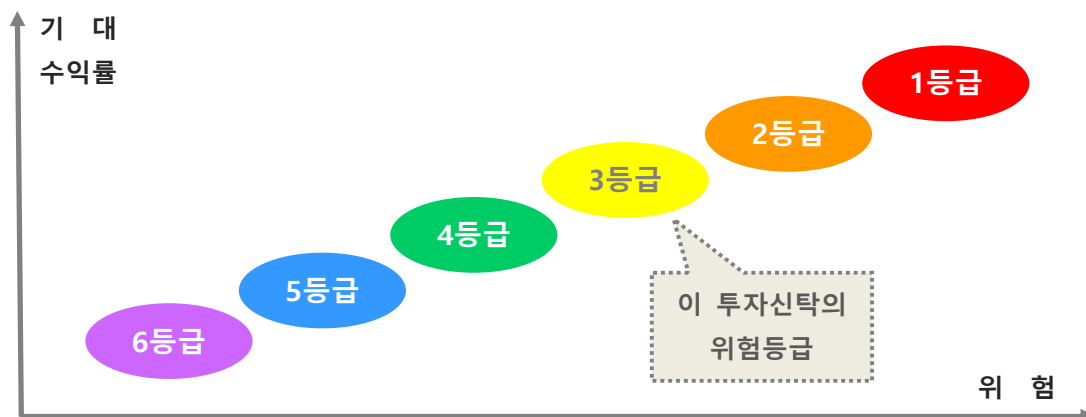 기 대
수익률
1등급
2등급
3등급
4등급
5등급
6등급
이 투자신탁의
위험등급
위 험